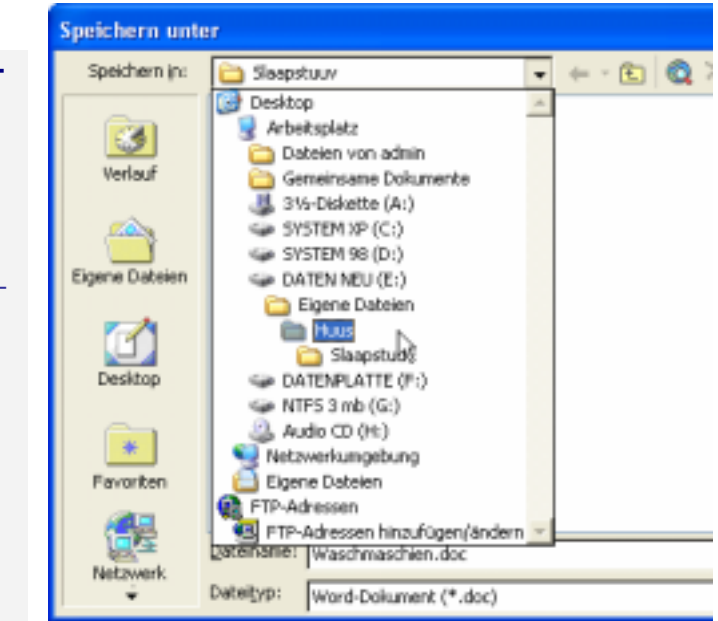 Speichern unter
Speichern in: Slaapstuuv
Desktop
Arbeitsplatz
Dateien von admin
Gemeinsame Dokumente
3½-Diskette (A:)
SYSTEM XP (C:)
SYSTEM 98 (D:)
DATEN NEU (E:)
Eigene Dateien
Huus
DATENPLATTE (F:)
NTFS 3 mb (G:)
Audio CD (H:)
Netzwerkumgebung
Eigene Dateien
FTP-Adressen
FTP-Adressen hinzufügen/ändern
Verlauf
Eigene Dateien
Desktop
Favoriten
Netzwerk
Dateiname: Waschmaschien.doc
Dateityp: Word-Dokument (*.doc)